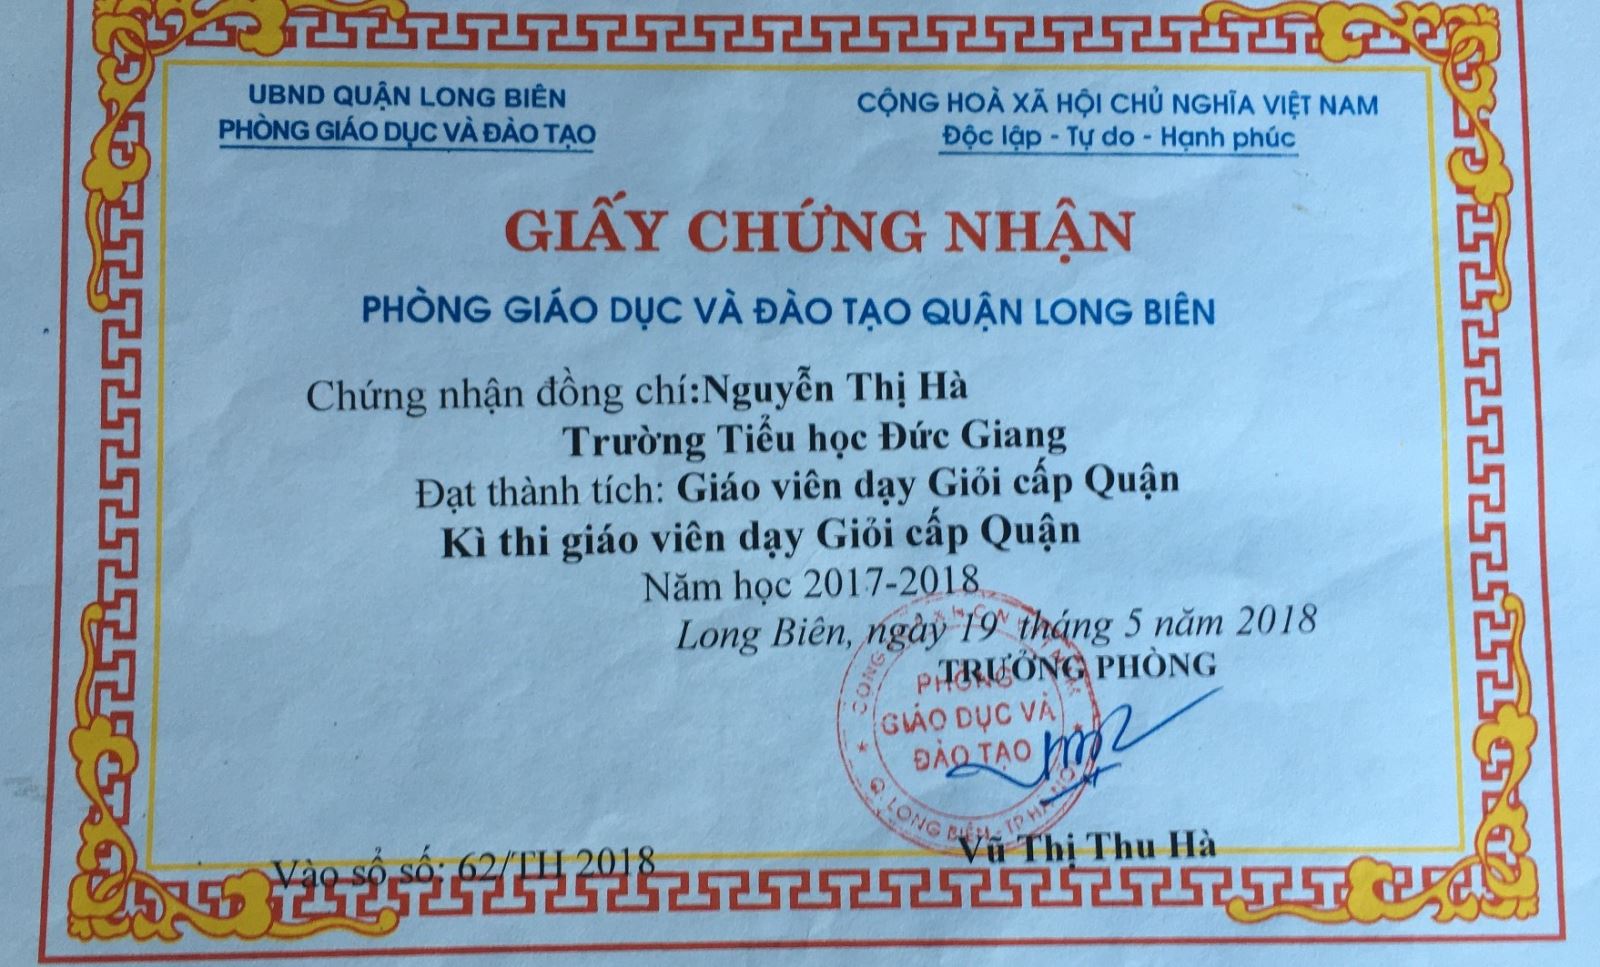 UBND QUẬN LONG BIÊN
PHÒNG GIÁO DỤC VÀ ĐÀO TẠO
CỘNG HOÀ XÃ HỘI CHỦ NGHĨA VIỆT NAM
Độc lập - Tự do - Hạnh phúc
GIẤY CHỨNG NHẬN
PHÒNG GIÁO DỤC VÀ ĐÀO TẠO QUẬN LONG BIÊN
Chứng nhận đồng chí:Nguyễn Thị Hà
Trường Tiểu học Đức Giang
Đạt thành tích: Giáo viên dạy Giỏi cấp Quận
Kì thi giáo viên dạy Giỏi cấp Quận
Năm học 2017-2018
Long Biên, ngày 19 tháng 5 năm 2018
TRƯỞNG PHÒNG
PHÒNG
GIÁO DỤC VÀ
ĐÀO TẠO
Q. LONG BIÊN - TP HÀ NỘI
Vũ Thị Thu Hà
Vào sổ số: 62/TH 2018